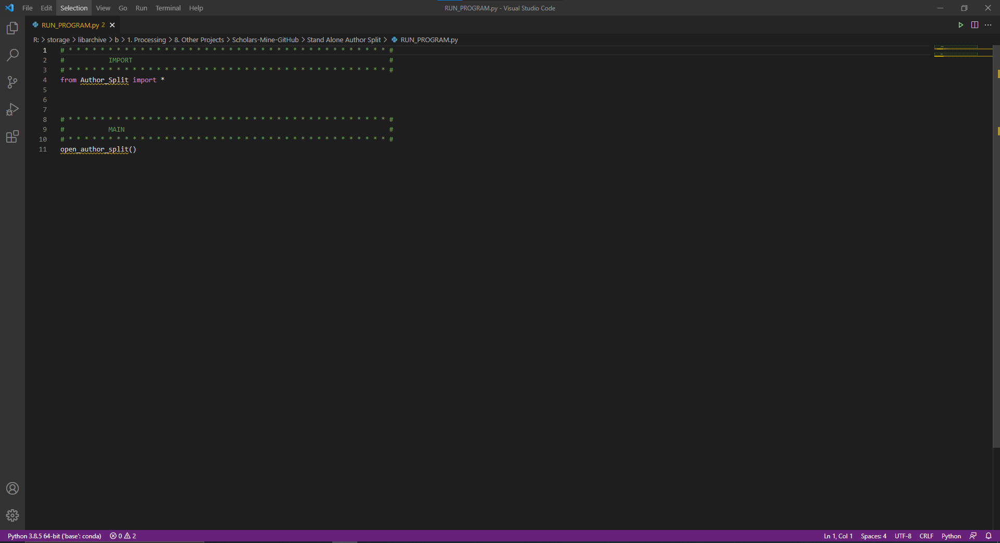 File Edit Selection View Go Run Terminal Help RUN_PROGRAM.py - Visual Studio Code
RUN_PROGRAM.py 2
R: > storage > libarchive > b > 1. Processing > 8. Other Projects > Scholars-Mine-GitHub > Stand Alone Author Split > RUN_PROGRAM.py
1 # * * * * * * * * * * * * * * * * * * * * * * * * * * * * * * * * * * * * * * * * #
2 # IMPORT #
3 # * * * * * * * * * * * * * * * * * * * * * * * * * * * * * * * * * * * * * * * * #
4 from Author_Split import *
5
6
7
8 # * * * * * * * * * * * * * * * * * * * * * * * * * * * * * * * * * * * * * * * * #
9 # MAIN #
10 # * * * * * * * * * * * * * * * * * * * * * * * * * * * * * * * * * * * * * * * * #
11 open_author_split()
Python 3.8.5 64-bit ('base': conda) 0 2 Ln 1, Col 1 Spaces: 4 UTF-8 CRLF Python